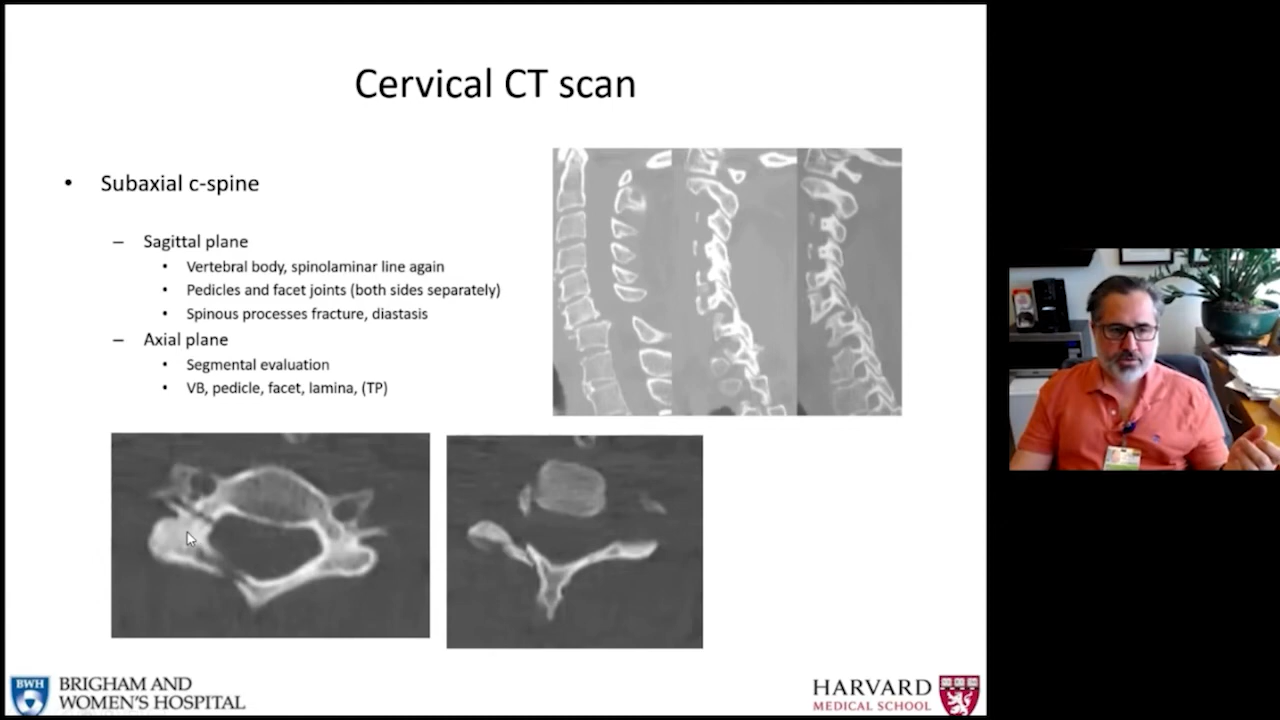 Cervical CT scan
• Subaxial c-spine
– Sagittal plane
• Vertebral body, spinolaminar line again
• Pedicles and facet joints (both sides separately)
• Spinous processes fracture, diastasis
– Axial plane
• Segmental evaluation
• VB, pedicle, facet, lamina, (TP)
BWH
BRIGHAM AND
WOMEN'S HOSPITAL
HARVARD
MEDICAL SCHOOL